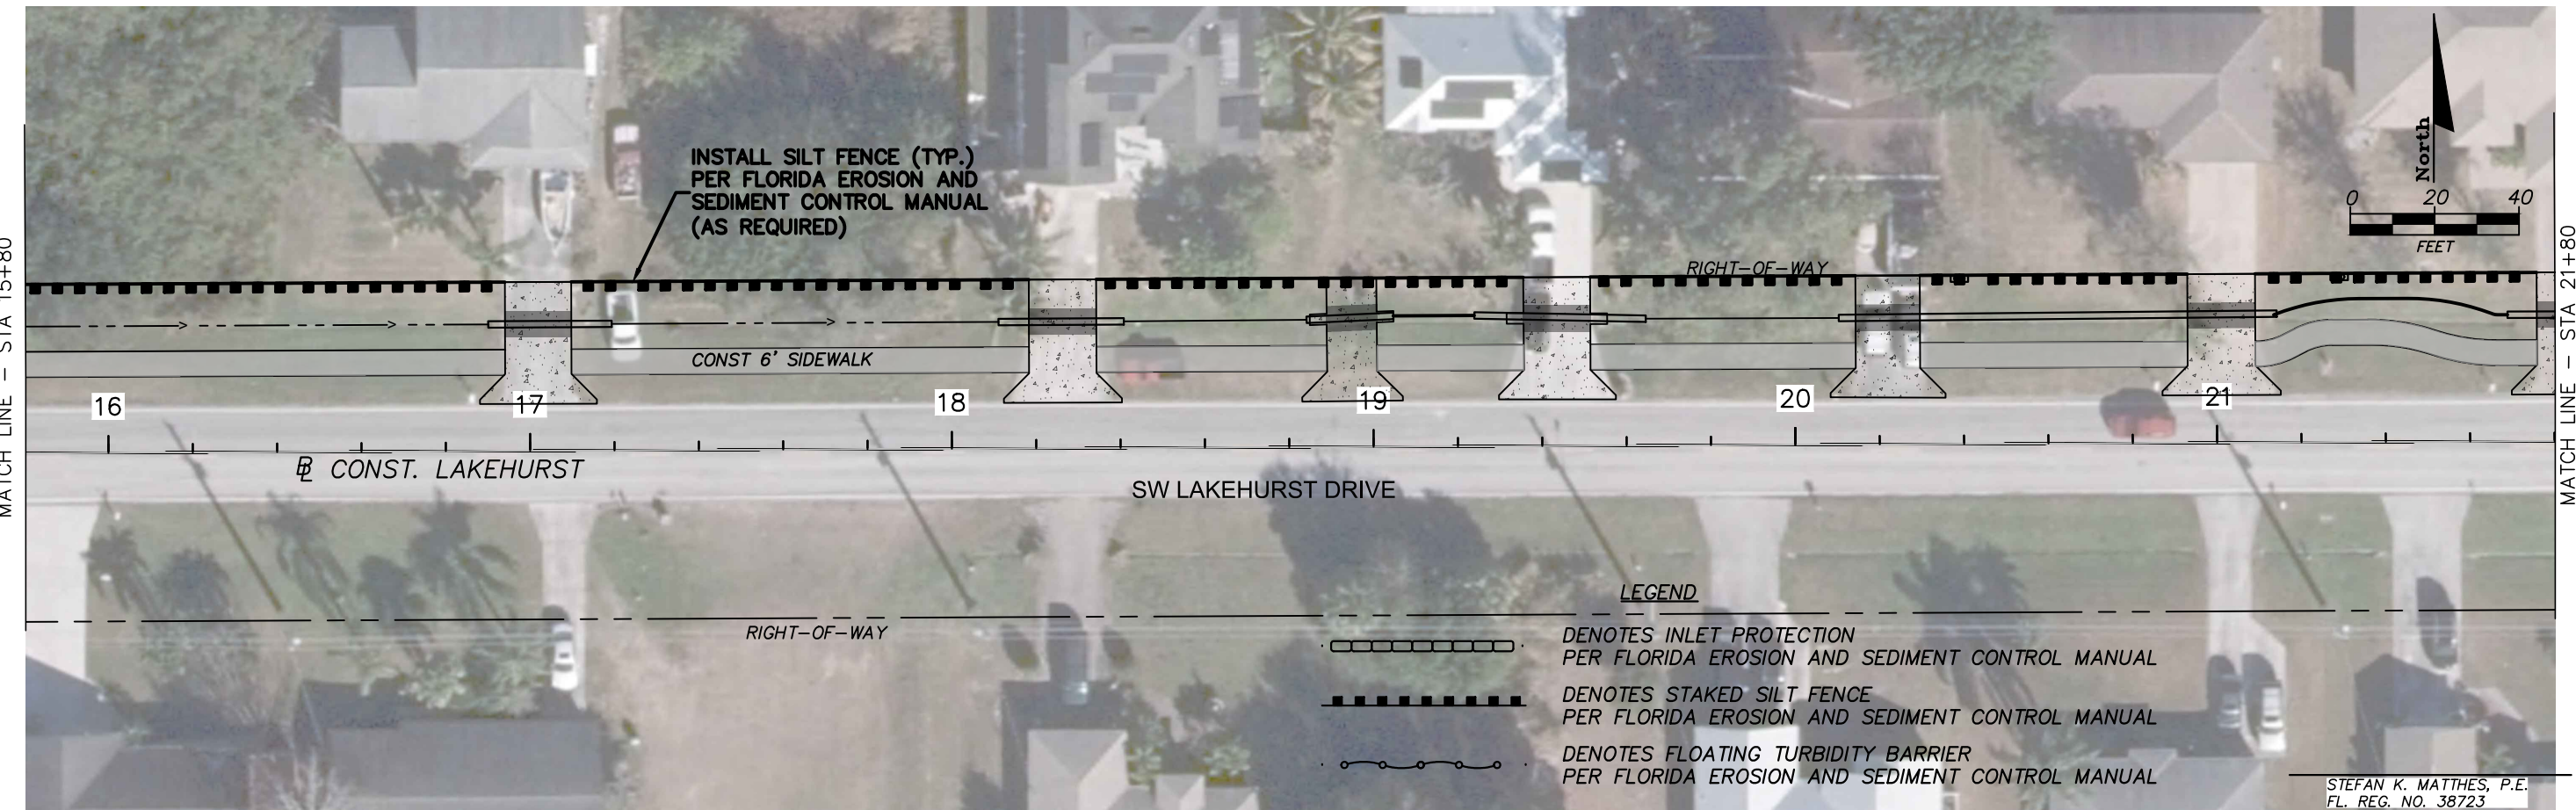 INSTALL SILT FENCE (TYP.)
PER FLORIDA EROSION AND
SEDIMENT CONTROL MANUAL
(AS REQUIRED)
North
0 20 40
FEET
MATCH LINE - STA 15+80
MATCH LINE - STA 21+80
RIGHT-OF-WAY
CONST 6' SIDEWALK
16 17 18 19 20 21
BL CONST. LAKEHURST
SW LAKEHURST DRIVE
RIGHT-OF-WAY
LEGEND
DENOTES INLET PROTECTION
PER FLORIDA EROSION AND SEDIMENT CONTROL MANUAL
DENOTES STAKED SILT FENCE
PER FLORIDA EROSION AND SEDIMENT CONTROL MANUAL
DENOTES FLOATING TURBIDITY BARRIER
PER FLORIDA EROSION AND SEDIMENT CONTROL MANUAL
STEFAN K. MATTHES, P.E.
FL. REG. NO. 38723